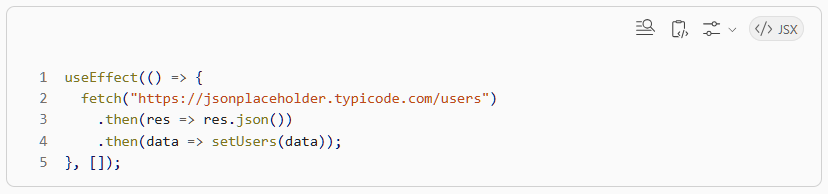 </> JSX
1 useEffect(() => {
2   fetch("https://jsonplaceholder.typicode.com/users")
3     .then(res => res.json())
4     .then(data => setUsers(data));
5 }, []);